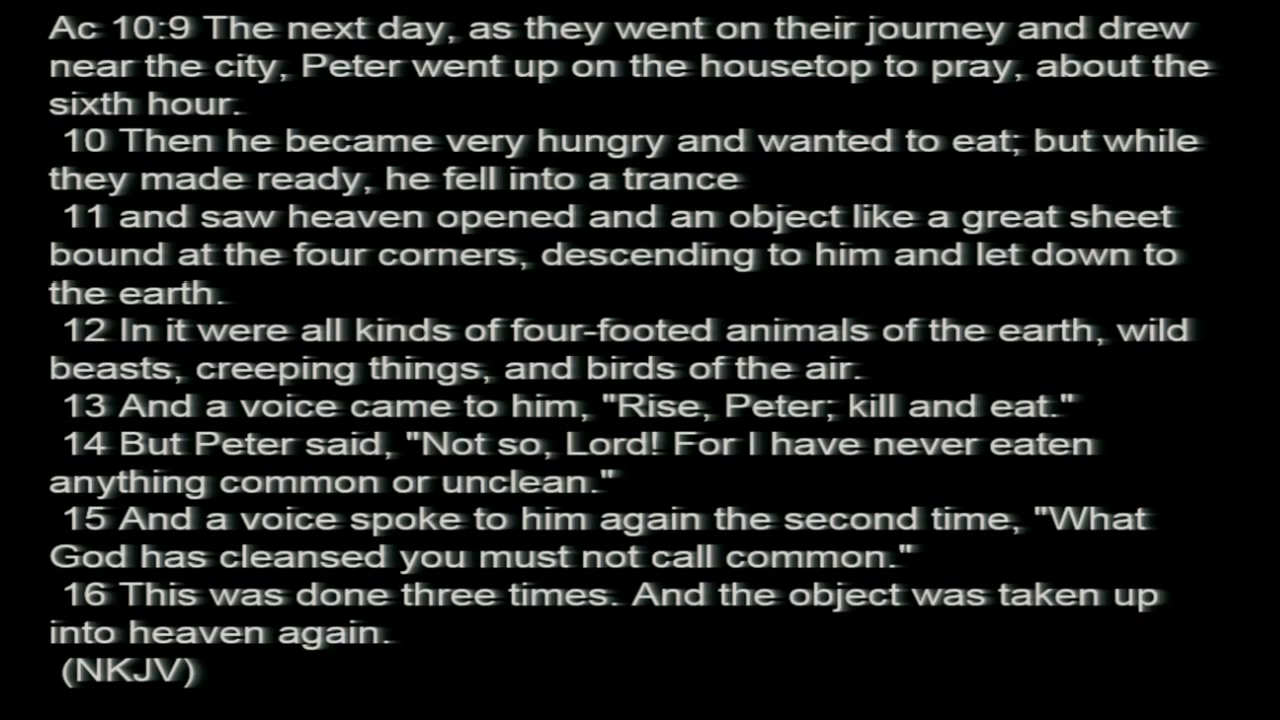 Ac 10:9 The next day, as they went on their journey and drew
near the city, Peter went up on the housetop to pray, about the
sixth hour.
10 Then he became very hungry and wanted to eat; but while
they made ready, he fell into a trance
11 and saw heaven opened and an object like a great sheet
bound at the four corners, descending to him and let down to
the earth.
12 In it were all kinds of four-footed animals of the earth, wild
beasts, creeping things, and birds of the air.
13 And a voice came to him, "Rise, Peter; kill and eat."
14 But Peter said, "Not so, Lord! For I have never eaten
anything common or unclean."
15 And a voice spoke to him again the second time, "What
God has cleansed you must not call common."
16 This was done three times. And the object was taken up
into heaven again.
(NKJV)